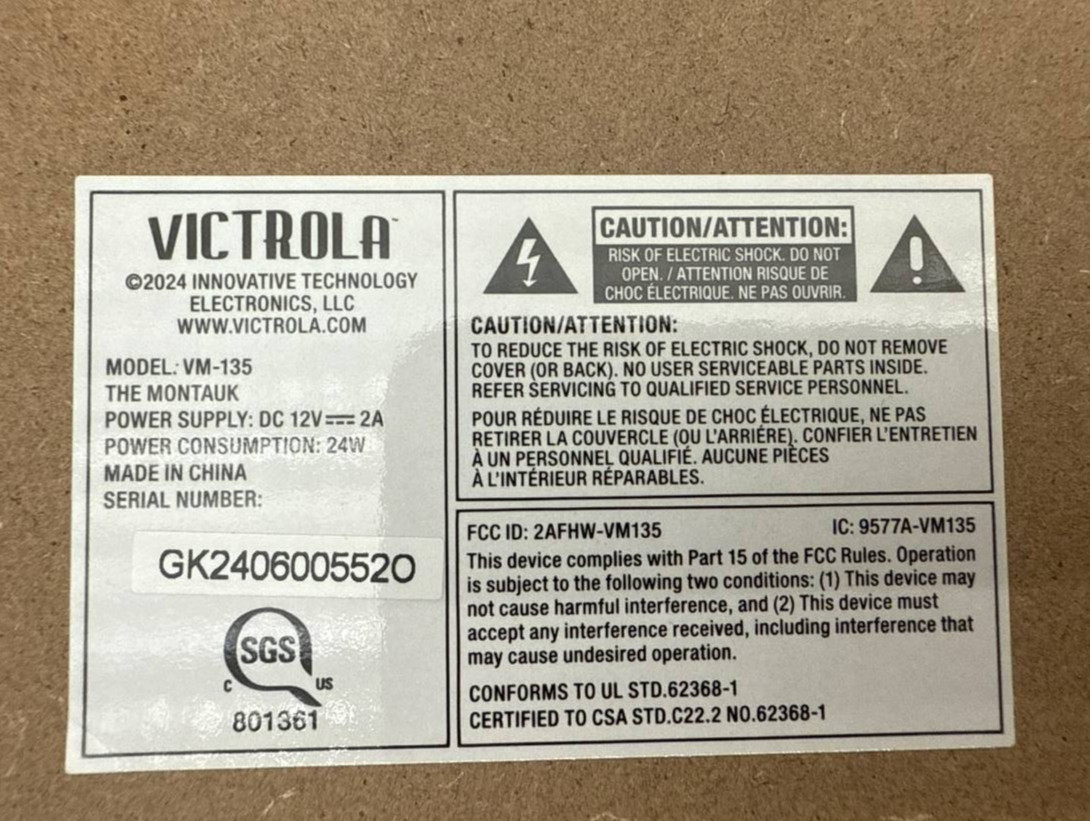 VICTROLA™
©2024 INNOVATIVE TECHNOLOGY
ELECTRONICS, LLC
WWW.VICTROLA.COM
MODEL: VM-135
THE MONTAUK
POWER SUPPLY: DC 12V⎓2A
POWER CONSUMPTION: 24W
MADE IN CHINA
SERIAL NUMBER:
GK2406005520
SGS
C US
801361
CAUTION/ATTENTION:
RISK OF ELECTRIC SHOCK. DO NOT
OPEN. / ATTENTION RISQUE DE
CHOC ÉLECTRIQUE. NE PAS OUVRIR.
CAUTION/ATTENTION:
TO REDUCE THE RISK OF ELECTRIC SHOCK, DO NOT REMOVE
COVER (OR BACK). NO USER SERVICEABLE PARTS INSIDE.
REFER SERVICING TO QUALIFIED SERVICE PERSONNEL.
POUR RÉDUIRE LE RISQUE DE CHOC ÉLECTRIQUE, NE PAS
RETIRER LA COUVERCLE (OU L'ARRIÉRE). CONFIER L'ENTRETIEN
À UN PERSONNEL QUALIFIÉ. AUCUNE PIÈCES
À L'INTÉRIEUR RÉPARABLES.
FCC ID: 2AFHW-VM135 IC: 9577A-VM135
This device complies with Part 15 of the FCC Rules. Operation
is subject to the following two conditions: (1) This device may
not cause harmful interference, and (2) This device must
accept any interference received, including interference that
may cause undesired operation.
CONFORMS TO UL STD.62368-1
CERTIFIED TO CSA STD.C22.2 NO.62368-1